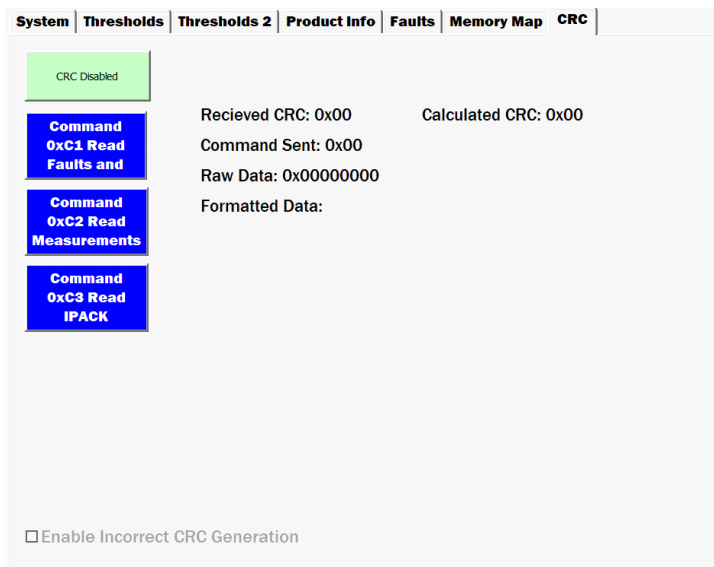 System Thresholds Thresholds 2 Product Info Faults Memory Map CRC
CRC Disabled
Recieved CRC: 0x00 Calculated CRC: 0x00
Command
0xC1 Read
Faults and
Command Sent: 0x00
Raw Data: 0x00000000
Formatted Data:
Command
0xC2 Read
Measurements
Command
0xC3 Read
IPACK
Enable Incorrect CRC Generation